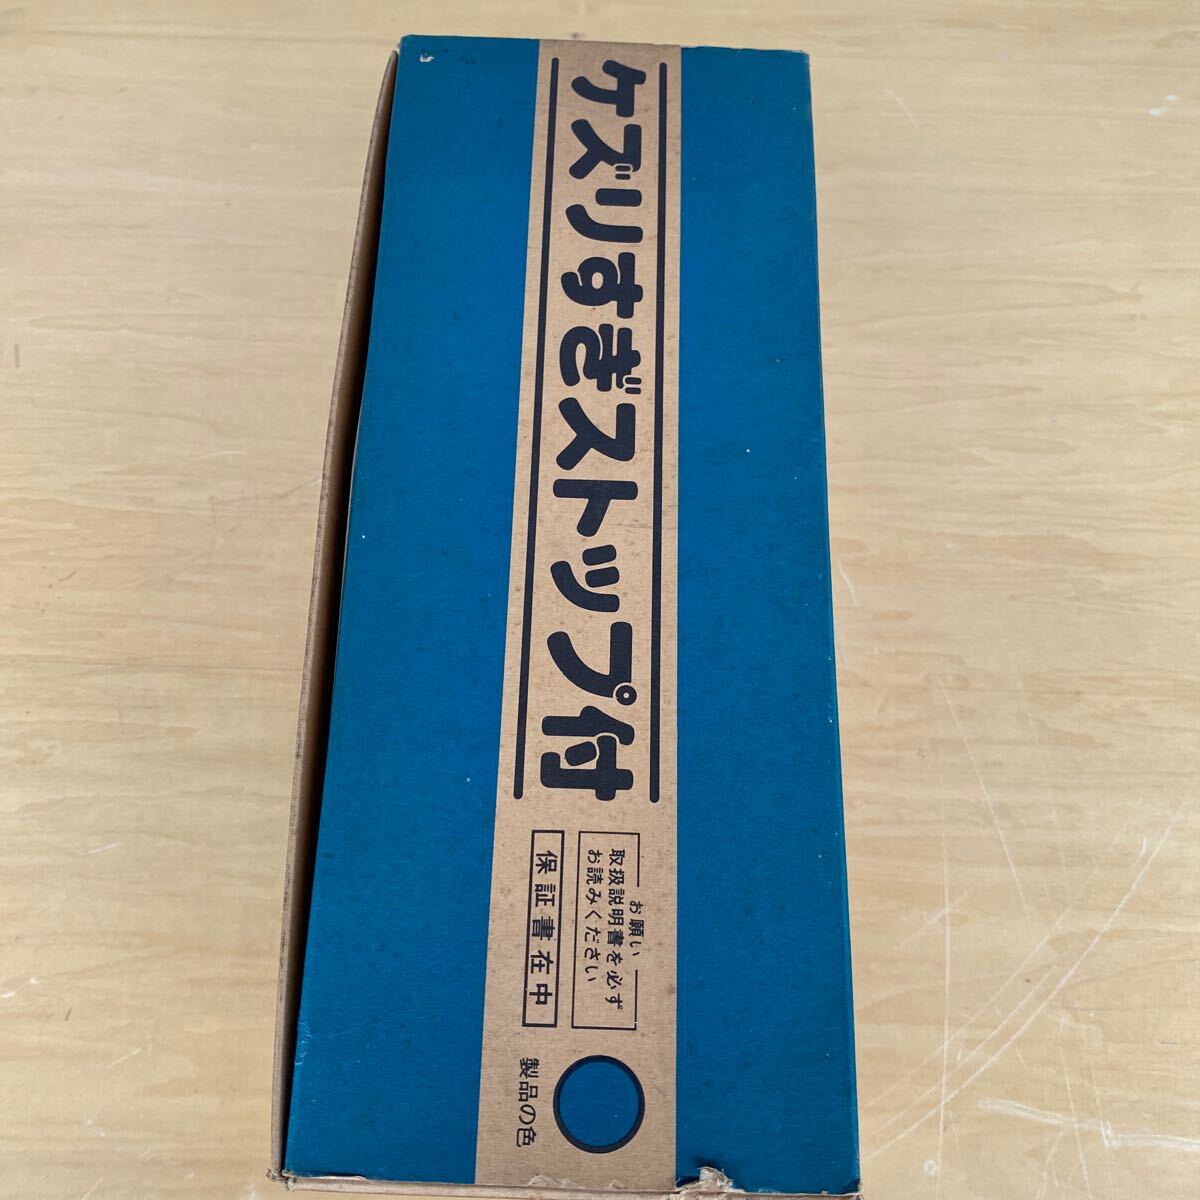 ケズリすぎストップ付
お願い
取扱説明書を必ず
お読みください
保証書在中
製品の色